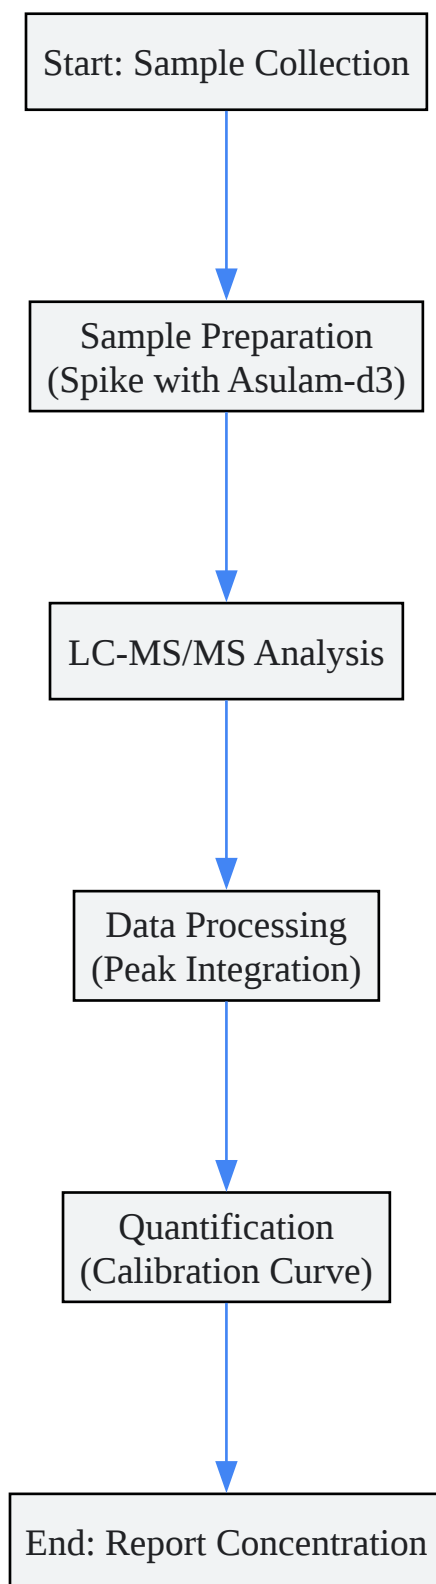 Start: Sample Collection
Sample Preparation
(Spike with Asulam-d3)
LC-MS/MS Analysis
Data Processing
(Peak Integration)
Quantification
(Calibration Curve)
End: Report Concentration